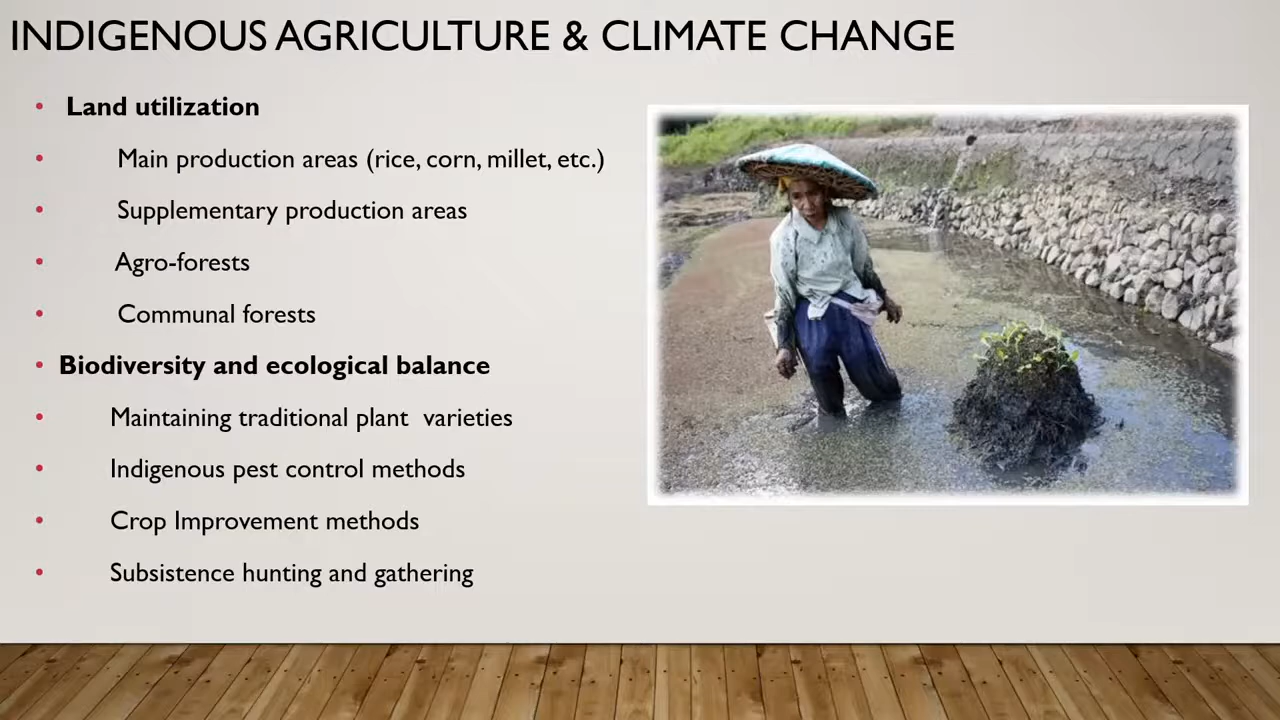 INDIGENOUS AGRICULTURE & CLIMATE CHANGE
• Land utilization
• Main production areas (rice, corn, millet, etc.)
• Supplementary production areas
• Agro-forests
• Communal forests
• Biodiversity and ecological balance
• Maintaining traditional plant  varieties
• Indigenous pest control methods
• Crop Improvement methods
• Subsistence hunting and gathering